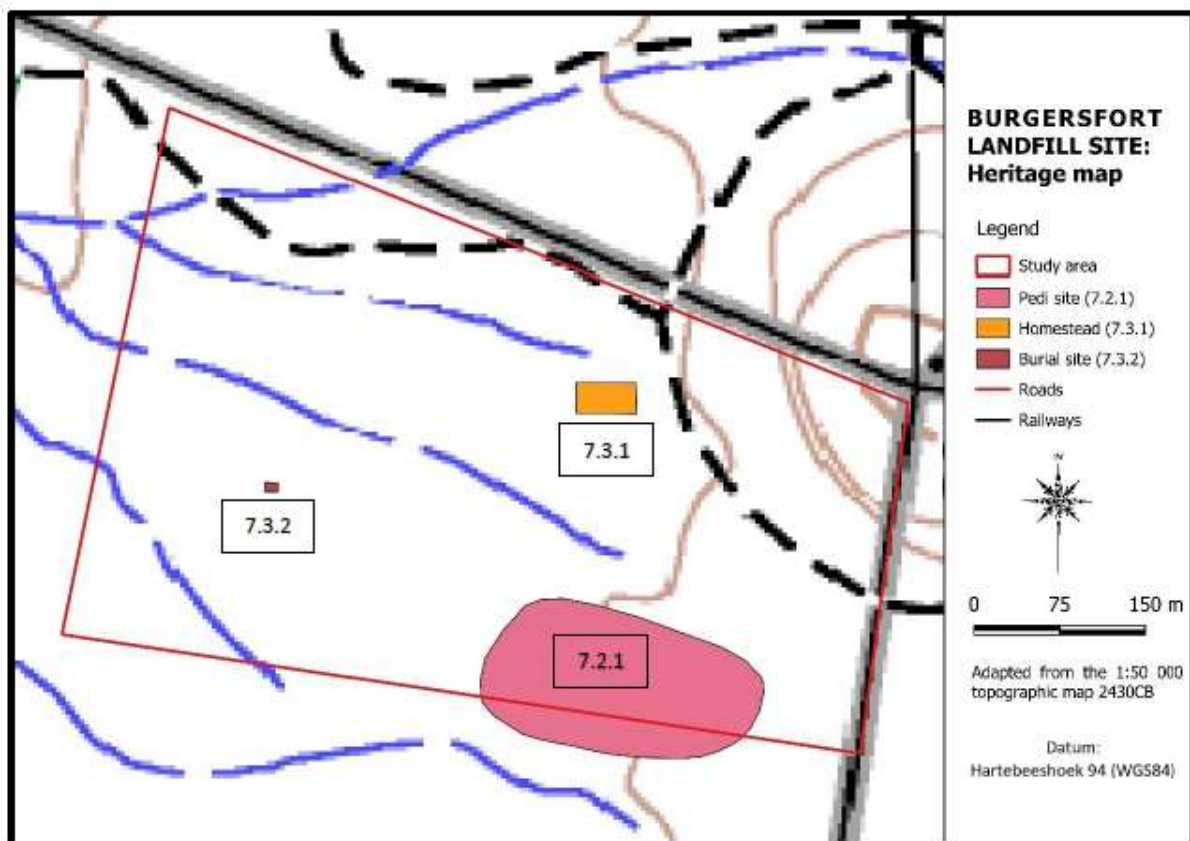 7.3.1
7.3.2
7.2.1
BURGERSFORT
LANDFILL SITE:
Heritage map
Legend
Study area
Pedi site (7.2.1)
Homestead (7.3.1)
Burial site (7.3.2)
Roads
Railways
N
0 75 150 m
Adapted from the 1:50 000
topographic map 2430CB
Datum:
Hartebeeshoek 94 (WGS84)